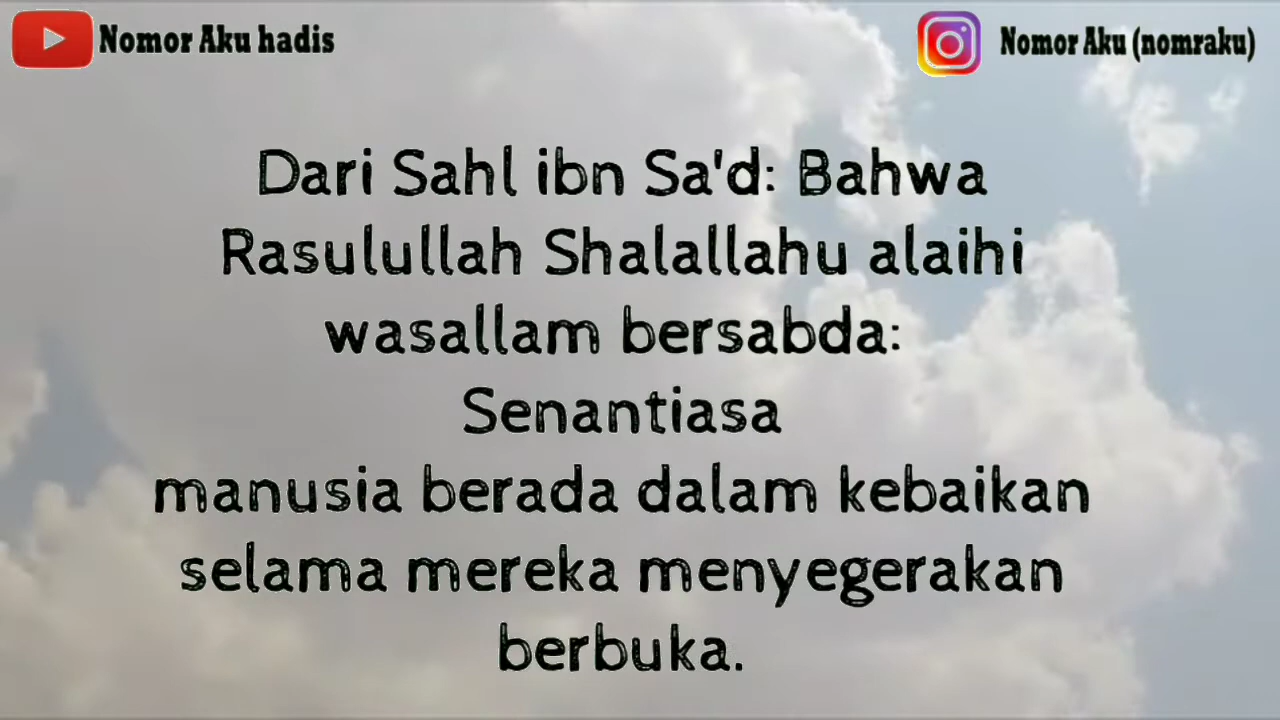 Nomor Aku hadis
Nomor Aku (nomraku)
Dari Sahl ibn Sa'd: Bahwa
Rasulullah Shalallahu alaihi
wasallam bersabda:
Senantiasa
manusia berada dalam kebaikan
selama mereka menyegerakan
berbuka.